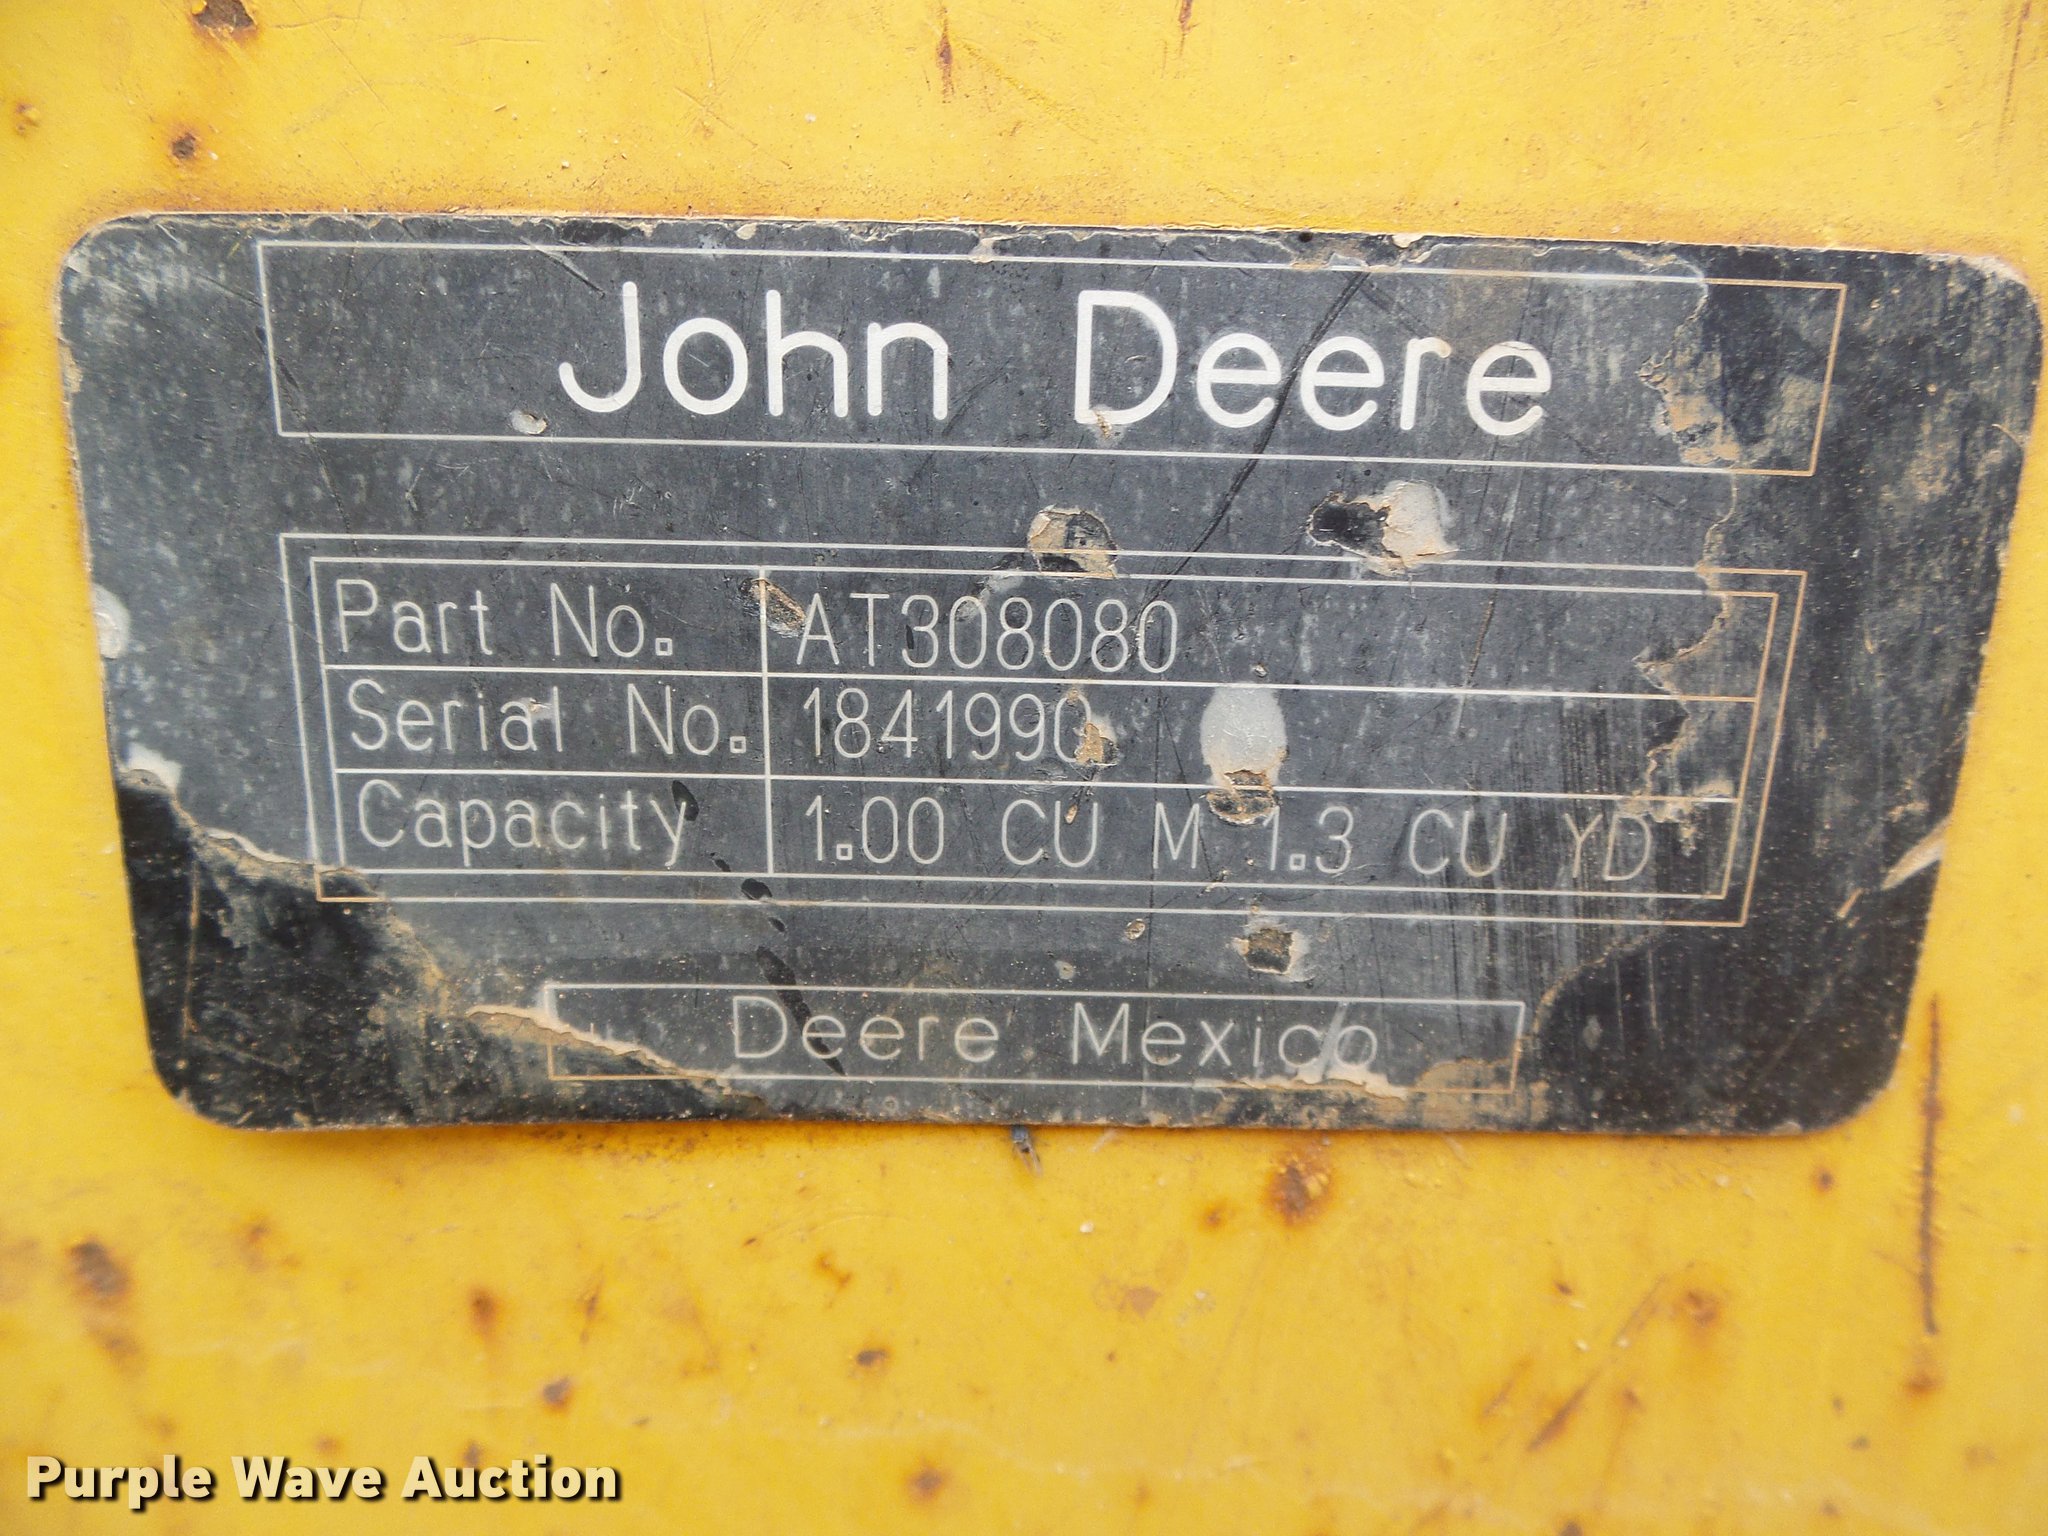 John Deere
Part No. AT308080
Serial No. 1841990
Capacity 1.00 CU M 1.3 CU YD
Deere Mexico
Purple Wave Auction